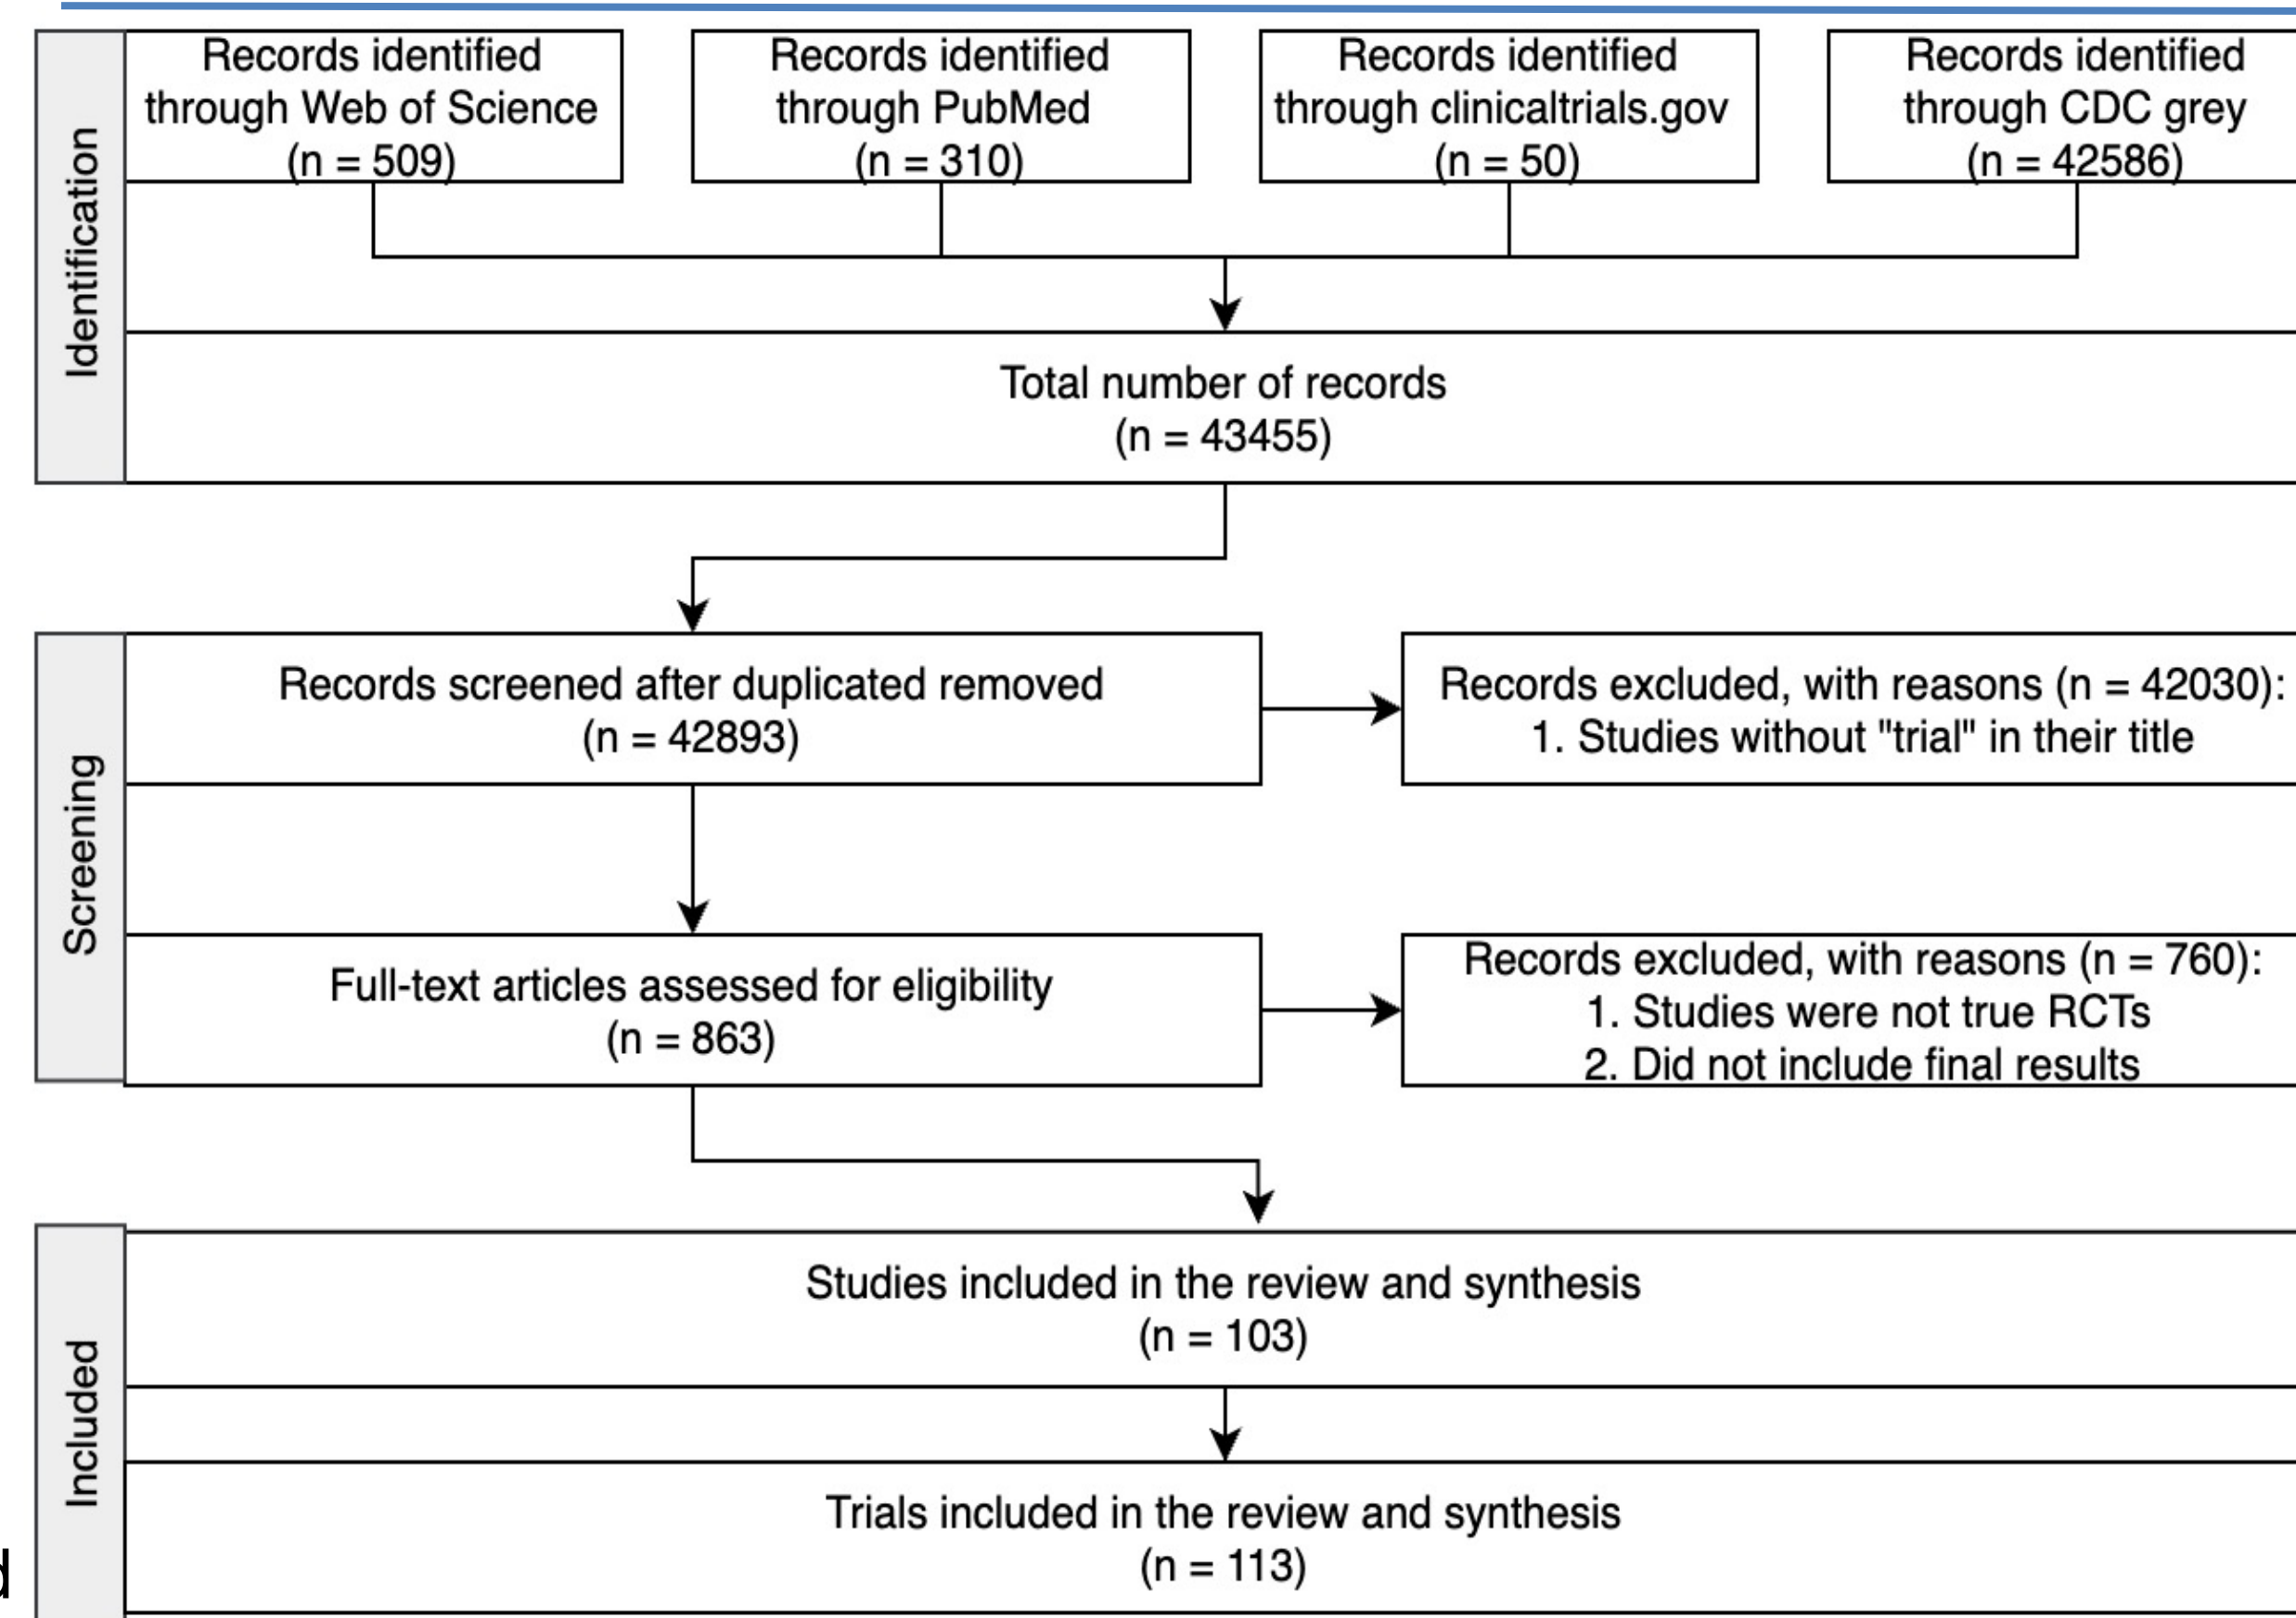 Identification
Records identified
through Web of Science
(n = 509)
Records identified
through PubMed
(n = 310)
Records identified
through clinicaltrials.gov
(n = 50)
Records identified
through CDC grey
(n = 42586)
Total number of records
(n = 43455)
Screening
Records screened after duplicated removed
(n = 42893)
Records excluded, with reasons (n = 42030):
1. Studies without "trial" in their title
Full-text articles assessed for eligibility
(n = 863)
Records excluded, with reasons (n = 760):
1. Studies were not true RCTs
2. Did not include final results
Included
Studies included in the review and synthesis
(n = 103)
Trials included in the review and synthesis
(n = 113)